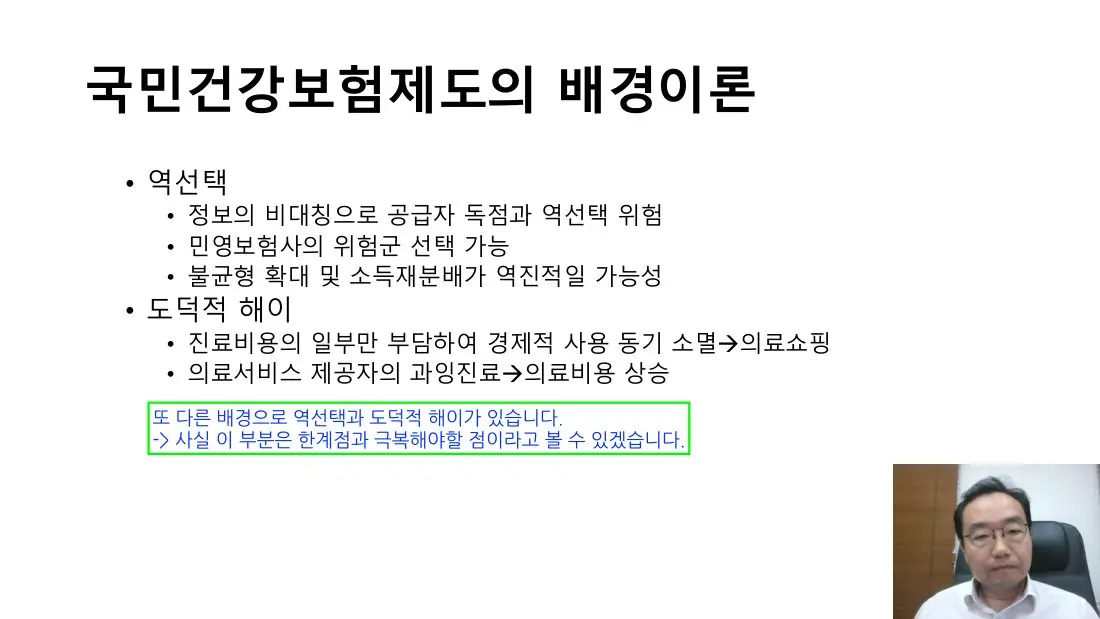 국민건강보험제도의 배경이론
• 역선택
• 정보의 비대칭으로 공급자 독점과 역선택 위험
• 민영보험사의 위험군 선택 가능
• 불균형 확대 및 소득재분배가 역진적일 가능성
• 도덕적 해이
• 진료비용의 일부만 부담하여 경제적 사용 동기 소멸→의료쇼핑
• 의료서비스 제공자의 과잉진료→의료비용 상승
또 다른 배경으로 역선택과 도덕적 해이가 있습니다.
-> 사실 이 부분은 한계점과 극복해야할 점이라고 볼 수 있겠습니다.